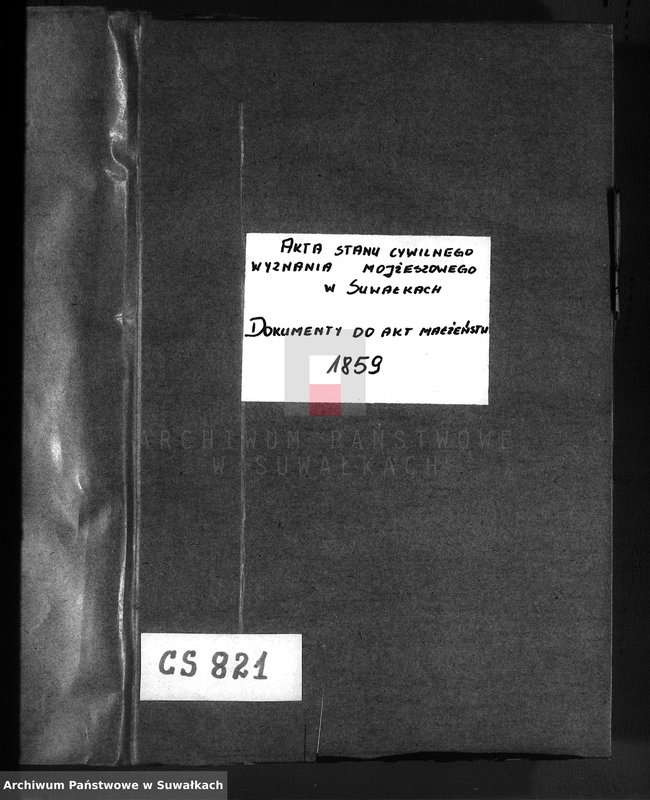 AKTA STANU CYWILNEGO
WYZNANIA MOJŻESZOWEGO
W SUWAŁKACH
DOKUMENTY DO AKT MAŁŻEŃSTW
1859
ARCHIWUM PAŃSTWOWE
W SUWAŁKACH
CS 821
Archiwum Państwowe w Suwałkach